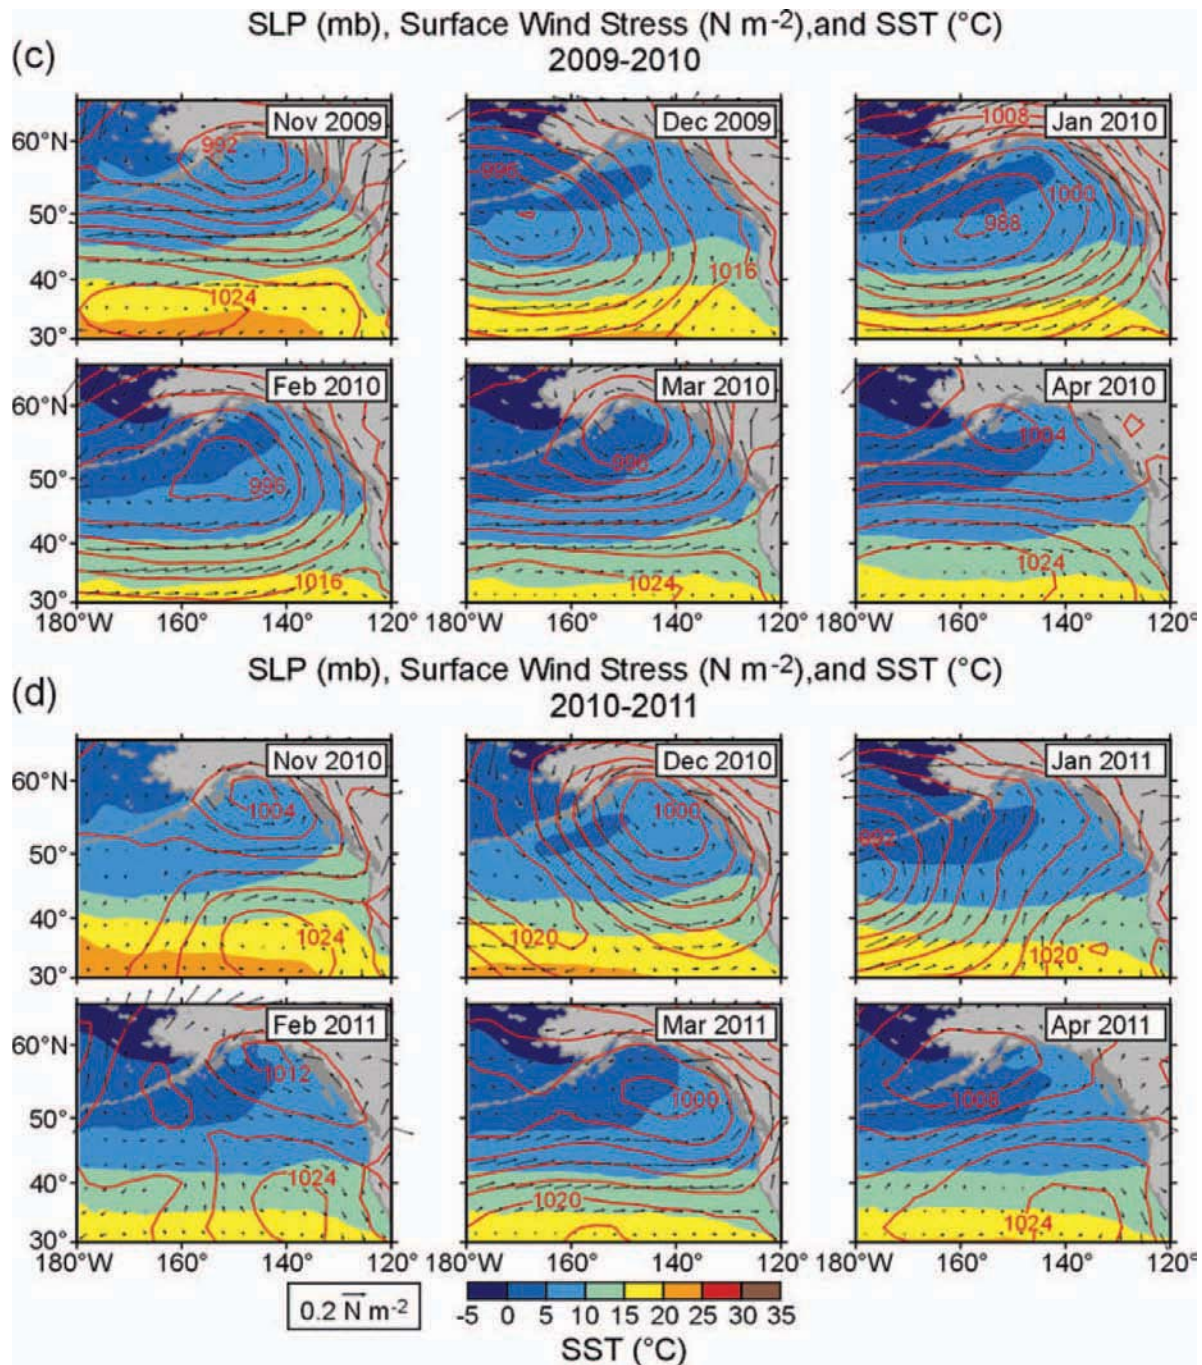 SLP (mb), Surface Wind Stress (N m-2),and SST (°C)
(c)
2009-2010
Nov 2009
Dec 2009
Jan 2010
60°N
50°
40°
30°
992
1024
996
1016
1008
1000
988
Feb 2010
Mar 2010
Apr 2010
60°N
50°
40°
30°
996
1016
996
1024
1004
1024
180°W 160° 140° 120° 180°W 160° 140° 120° 180°W 160° 140° 120°
SLP (mb), Surface Wind Stress (N m-2),and SST (°C)
(d)
2010-2011
Nov 2010
Dec 2010
Jan 2011
60°N
50°
40°
30°
1004
1024
1000
1020
992
1020
Feb 2011
Mar 2011
Apr 2011
60°N
50°
40°
30°
1012
1024
1000
1020
1008
1024
180°W 160° 140° 120° 180°W 160° 140° 120° 180°W 160° 140° 120°
0.2 N m-2
-5 0 5 10 15 20 25 30 35
SST (°C)